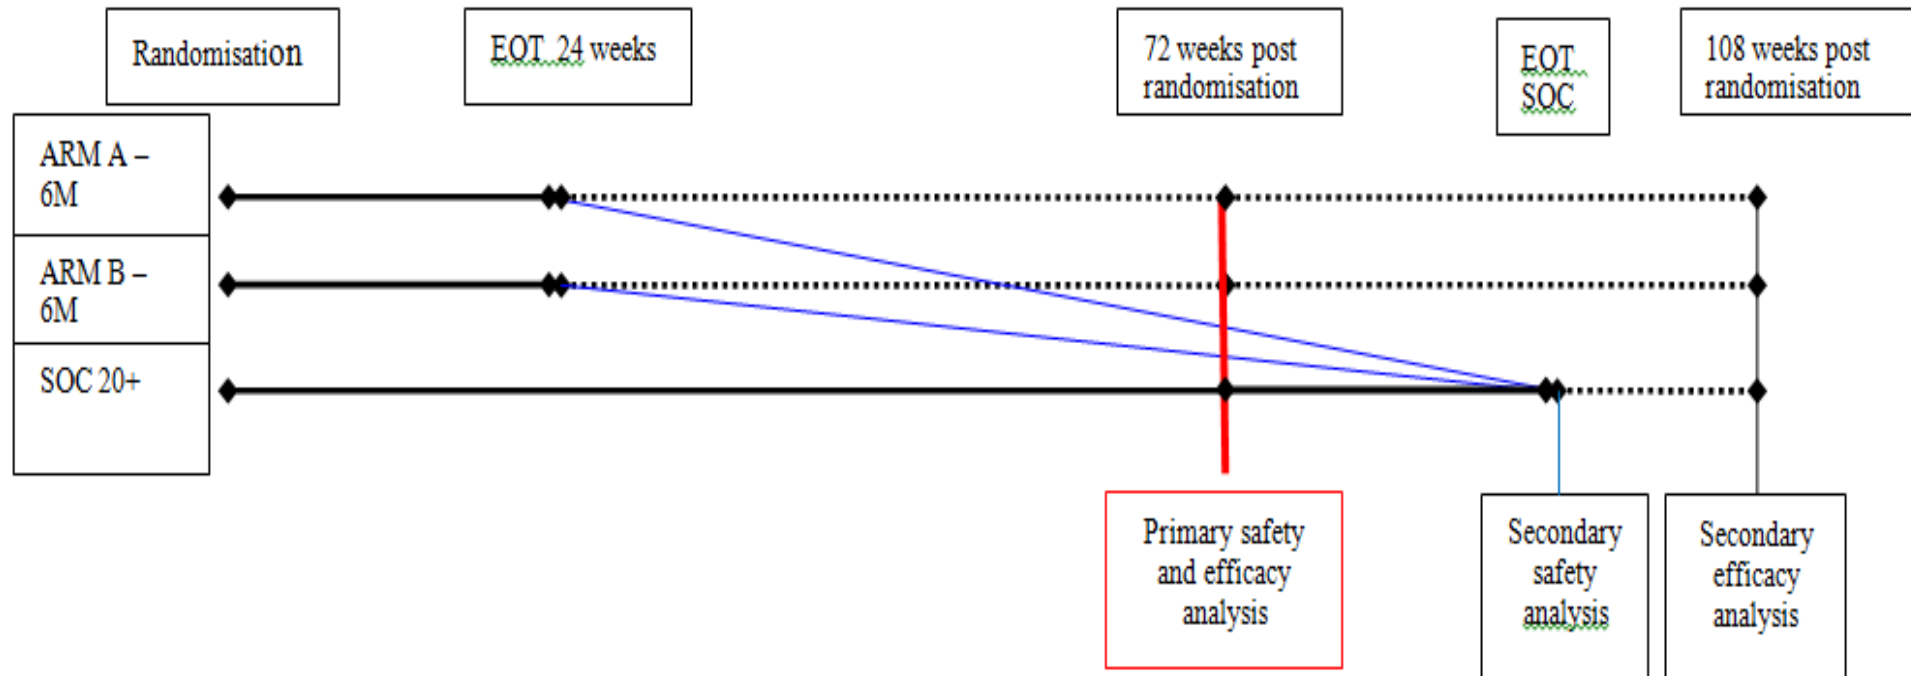 Randomisation
EOT 24 weeks
72 weeks post
randomisation
EOT
SOC
108 weeks post
randomisation
ARM A –
6M
ARM B –
6M
SOC 20+
Primary safety
and efficacy
analysis
Secondary
safety
analysis
Secondary
efficacy
analysis